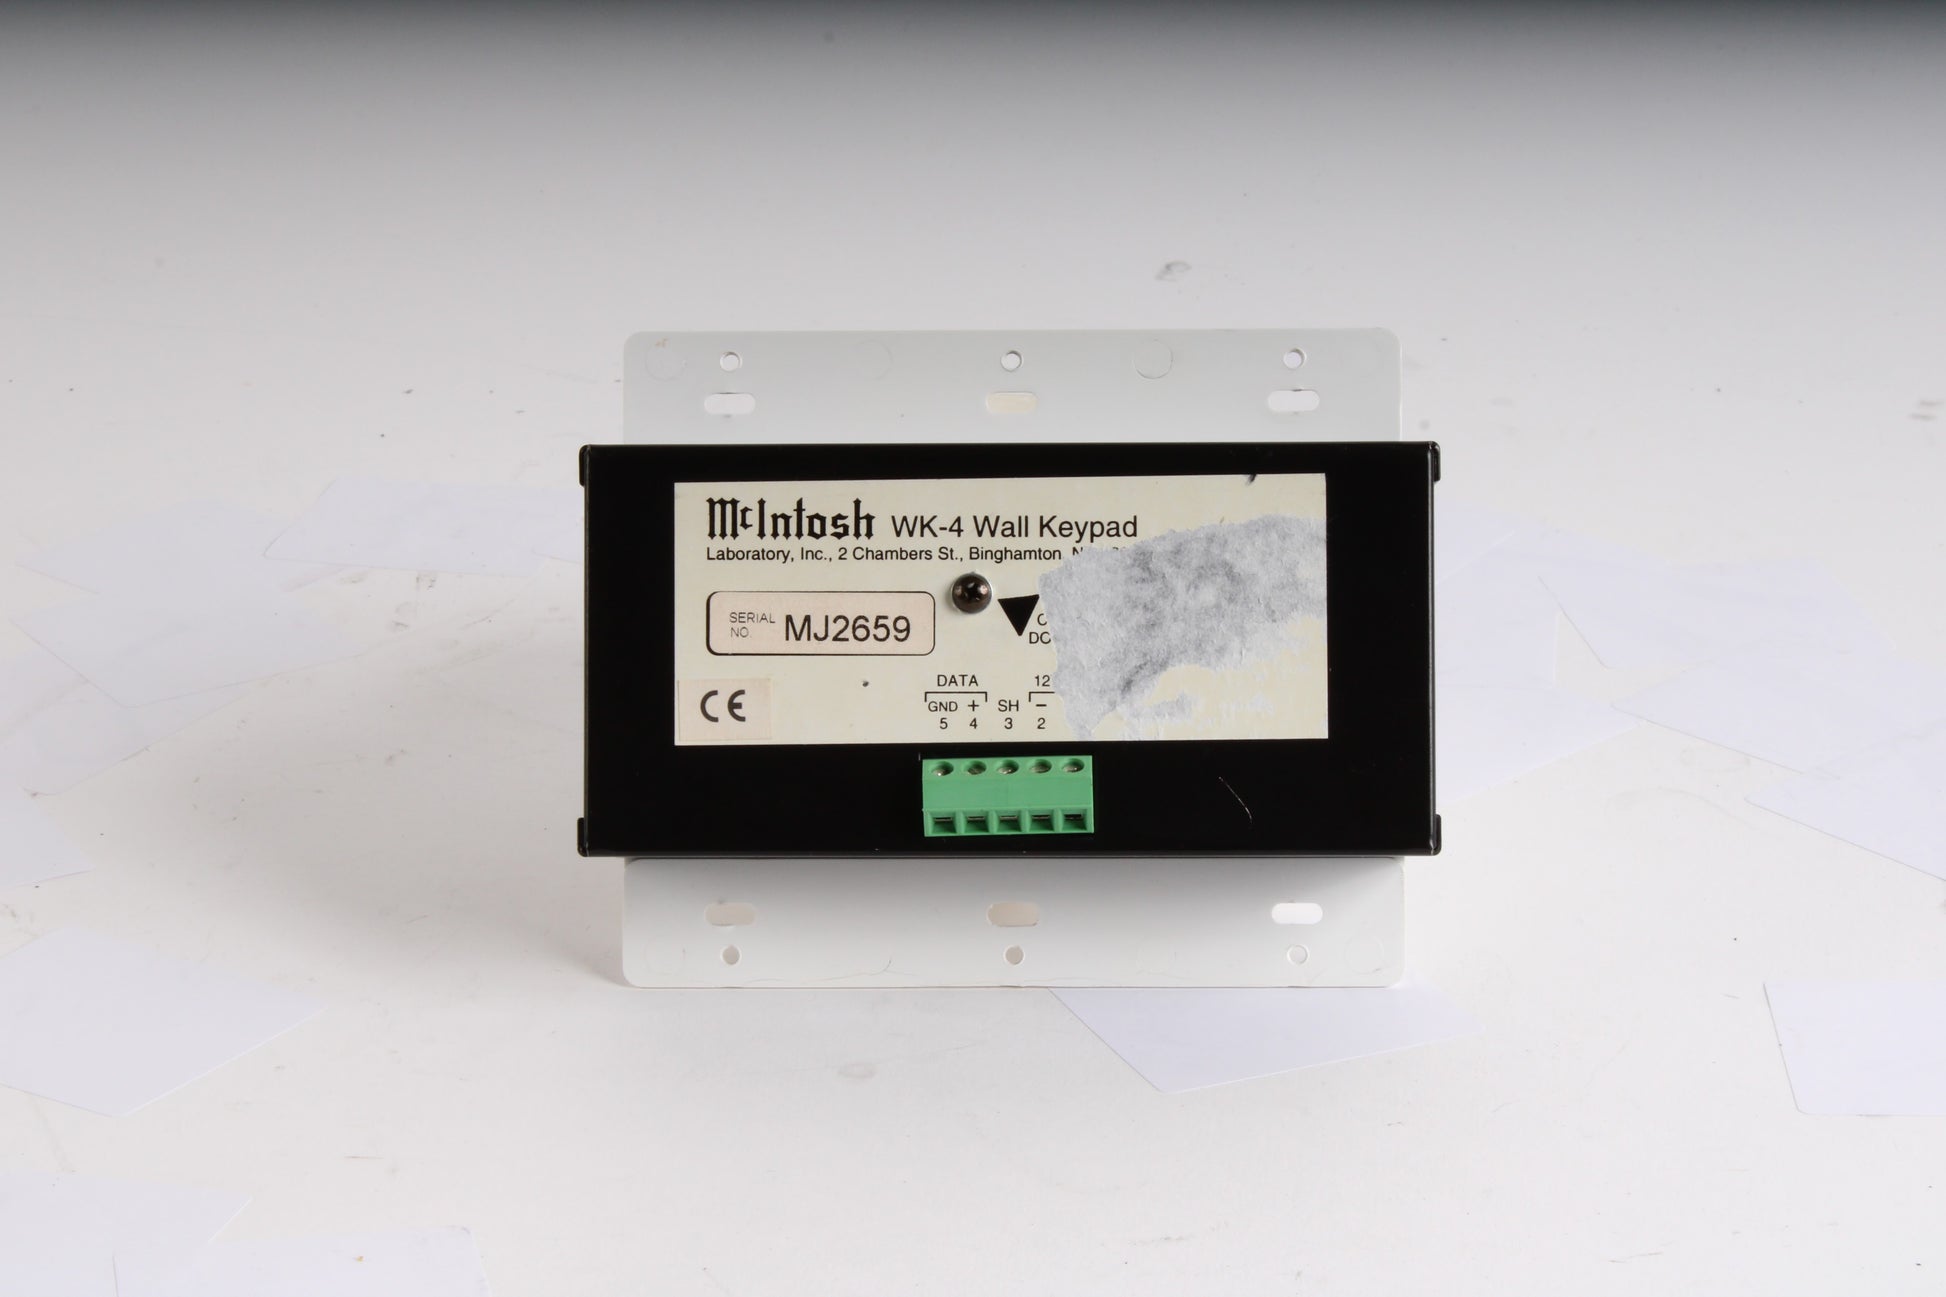 McIntosh WK-4 Wall Keypad
Laboratory, Inc., 2 Chambers St., Binghamton
SERIAL
NO. MJ2659
CE
DATA 12
GND + SH −
5 4 3 2